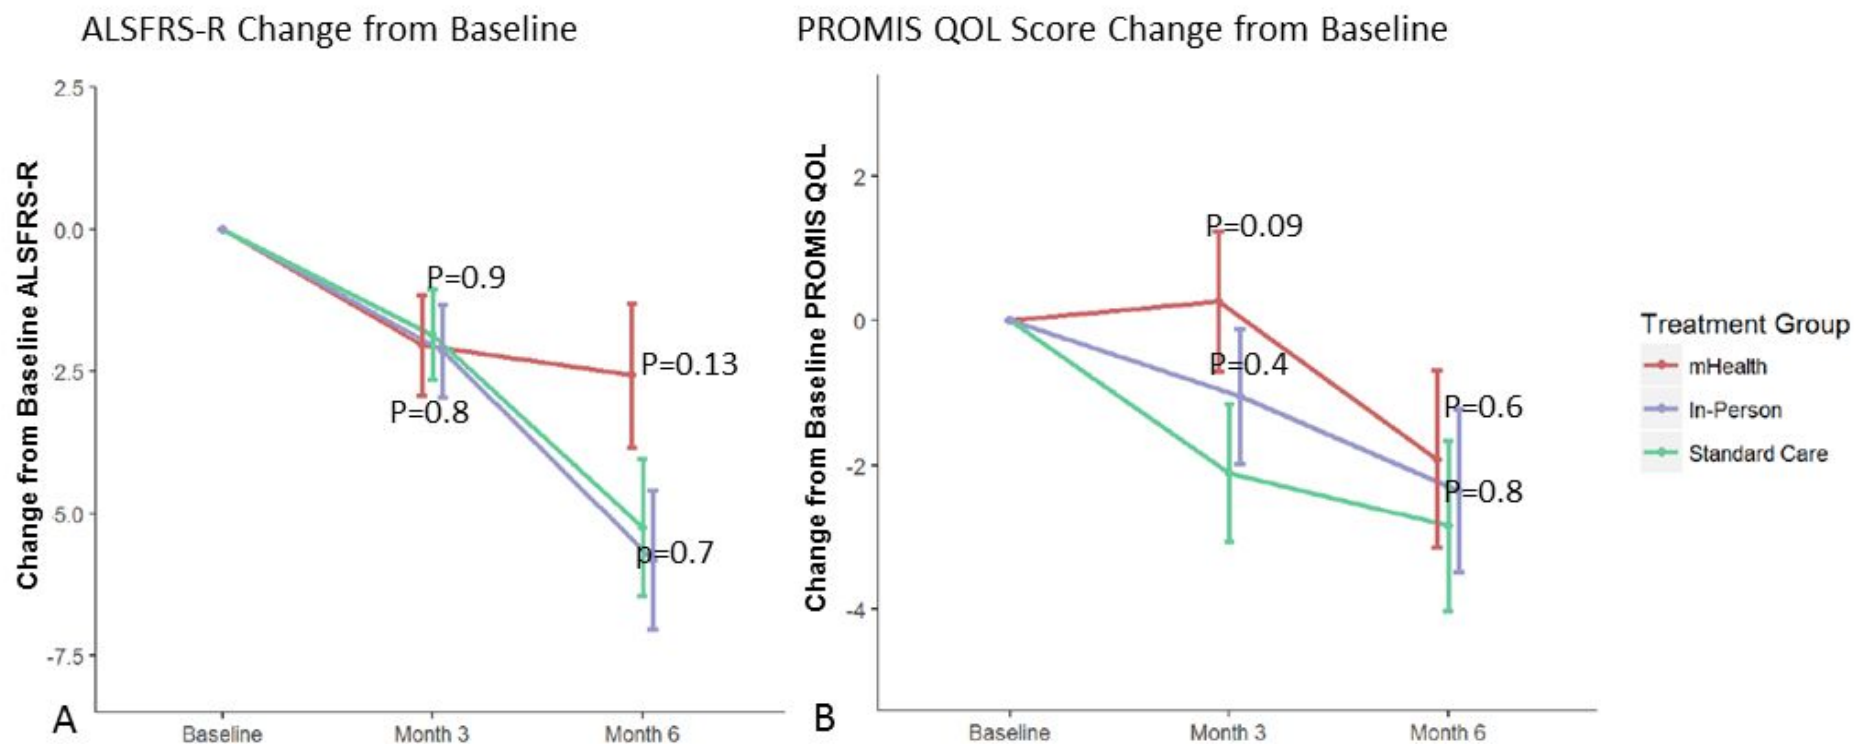 ALSFRS-R Change from Baseline
Change from Baseline ALSFRS-R
2.5
0.0
-2.5
-5.0
-7.5
P=0.9
P=0.8
P=0.13
p=0.7
A
Baseline
Month 3
Month 6
PROMIS QOL Score Change from Baseline
Change from Baseline PROMIS QOL
2
0
-2
-4
P=0.09
P=0.4
P=0.6
P=0.8
B
Baseline
Month 3
Month 6
Treatment Group
mHealth
In-Person
Standard Care